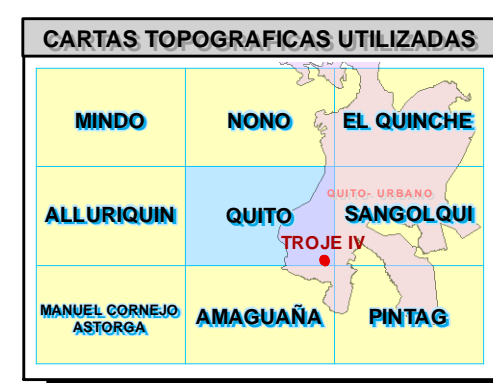 CARTAS TOPOGRAFICAS UTILIZADAS
MINDO
NONO
EL QUINCHE
QUITO- URBANO
ALLURIQUIN
QUITO
SANGOLQUI
TROJE IV
MANUEL CORNEJO
ASTORGA
AMAGUAÑA
PINTAG